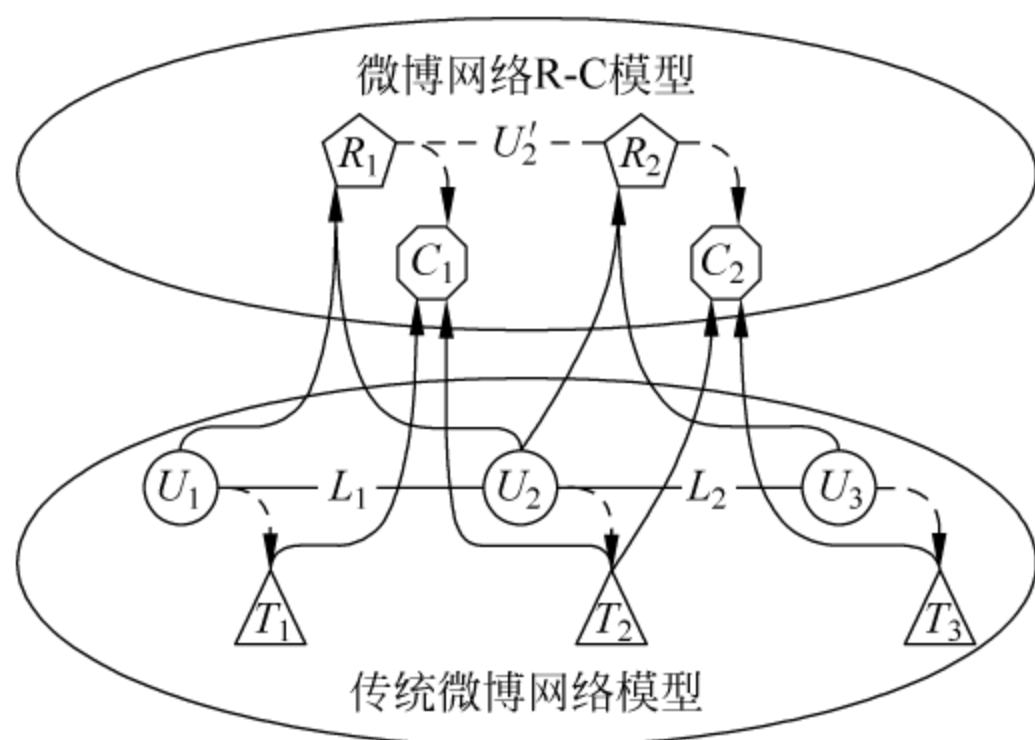 微博网络R-C模型
R₁ U₂′ R₂
C₁ C₂
U₁ L₁ U₂ L₂ U₃
T₁ T₂ T₃
传统微博网络模型